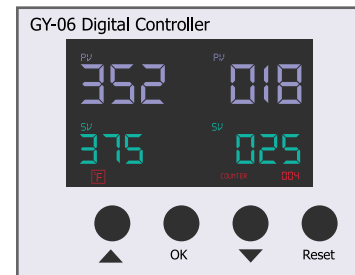 GY-06 Digital Controller
PV PV
352 018
SV SV
375 025
°F COUNTER 004
OK Reset